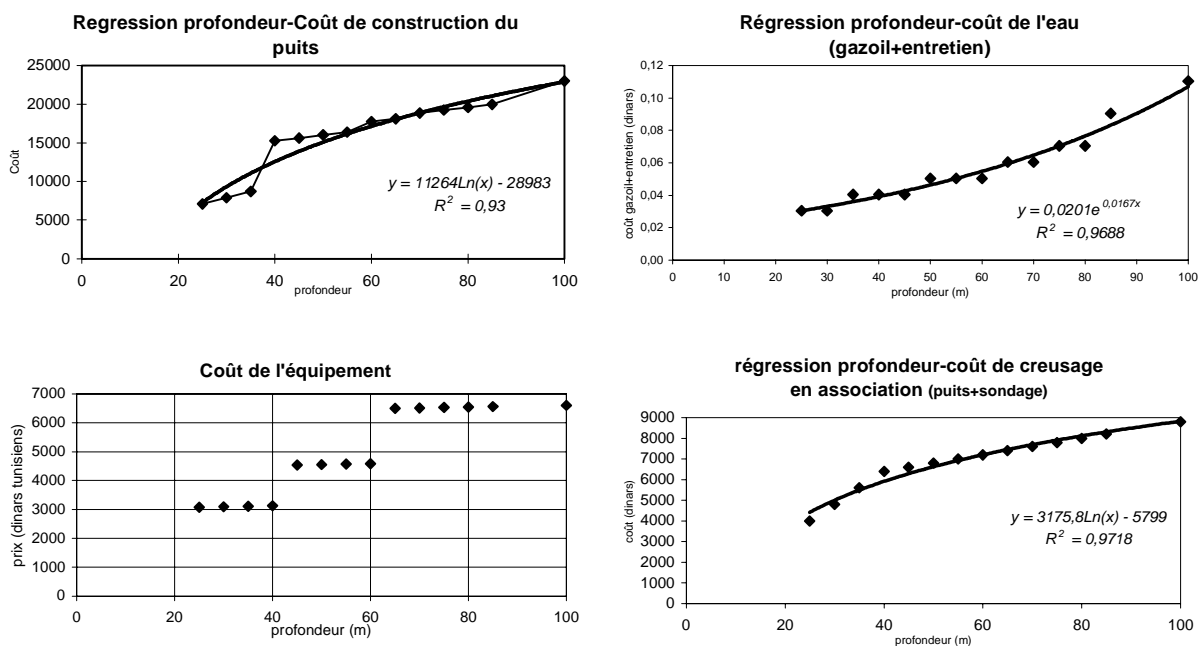 Regression profondeur-Coût de construction du
puits
25000
20000
15000
10000
5000
0
Coût
y = 11264Ln(x) - 28983
R² = 0,93
0 20 40 60 80 100
profondeur
Régression profondeur-coût de l'eau
(gazoil+entretien)
0,12
0,10
0,08
0,06
0,04
0,02
0,00
coût gazoil+entretien (dinars)
y = 0,0201e^0,0167x
R² = 0,9688
0 10 20 30 40 50 60 70 80 90 100
profondeur (m)
Coût de l'équipement
7000
6000
5000
4000
3000
2000
1000
0
prix (dinars tunisiens)
0 20 40 60 80 100
profondeur (m)
régression profondeur-coût de creusage
en association (puits+sondage)
9000
8000
7000
6000
5000
4000
3000
2000
1000
0
coût (dinars)
y = 3175,8Ln(x) - 5799
R² = 0,9718
0 20 40 60 80 100
profondeur (m)